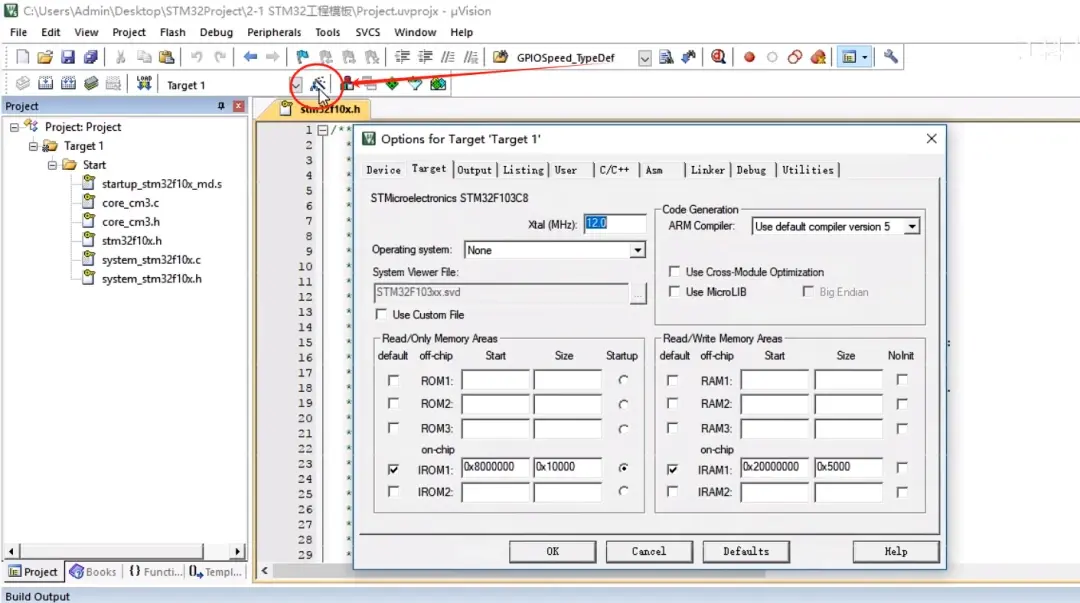 C:\Users\Admin\Desktop\STM32Project\2-1 STM32工程模板\Project.uvprojx - µVision
File Edit View Project Flash Debug Peripherals Tools SVCS Window Help
GPIOSpeed_TypeDef
LOAD Target 1
Project
Project: Project
Target 1
Start
startup_stm32f10x_md.s
core_cm3.c
core_cm3.h
stm32f10x.h
system_stm32f10x.c
system_stm32f10x.h
Project Books Functi... Templ...
Build Output
stm32f10x.h
1 /**
2 *
3 *
4 *
5 *
6 *
7 *
8 *
9 *
10 *
11 *
12 *
13 *
14 *
15 *
16 *
17 *
18 *
19 *
20 *
21 *
22 *
23 *
24 *
25 *
26 *
27 *
28 *
29 *
Options for Target 'Target 1'
Device Target Output Listing User C/C++ Asm Linker Debug Utilities
STMicroelectronics STM32F103C8
Xtal (MHz): 12.0
Operating system: None
System Viewer File:
STM32F103xx.svd ...
Use Custom File
Code Generation
ARM Compiler: Use default compiler version 5
Use Cross-Module Optimization
Use MicroLIB Big Endian
Read/Only Memory Areas
default off-chip Start Size Startup
ROM1:
ROM2:
ROM3:
on-chip
IROM1: 0x8000000 0x10000
IROM2:
Read/Write Memory Areas
default off-chip Start Size NoInit
RAM1:
RAM2:
RAM3:
on-chip
IRAM1: 0x20000000 0x5000
IRAM2:
OK Cancel Defaults Help